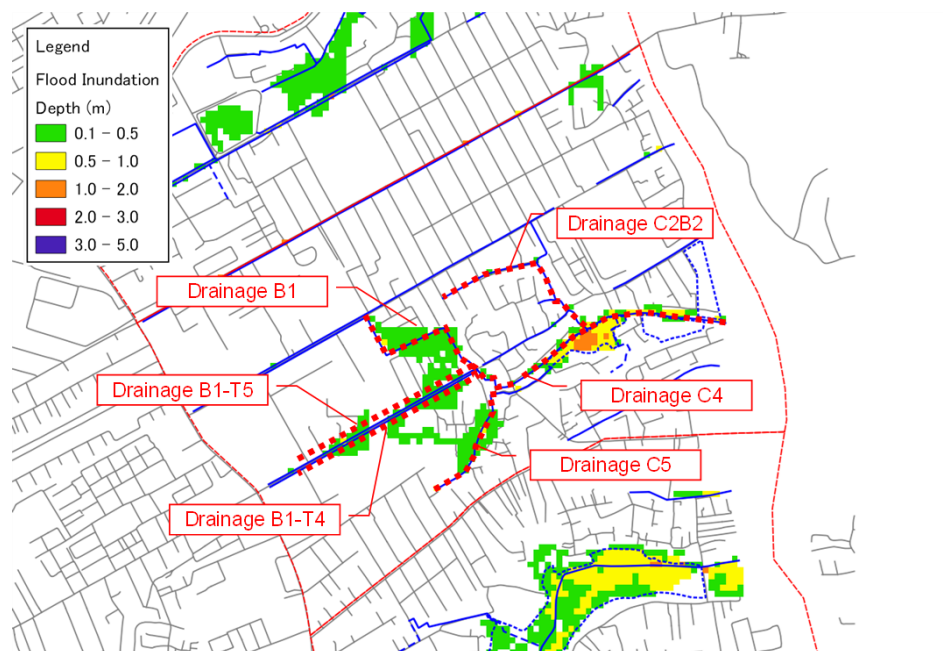 Legend
Flood Inundation
Depth (m)
0.1 - 0.5
0.5 - 1.0
1.0 - 2.0
2.0 - 3.0
3.0 - 5.0
Drainage C2B2
Drainage B1
Drainage B1-T5
Drainage C4
Drainage C5
Drainage B1-T4